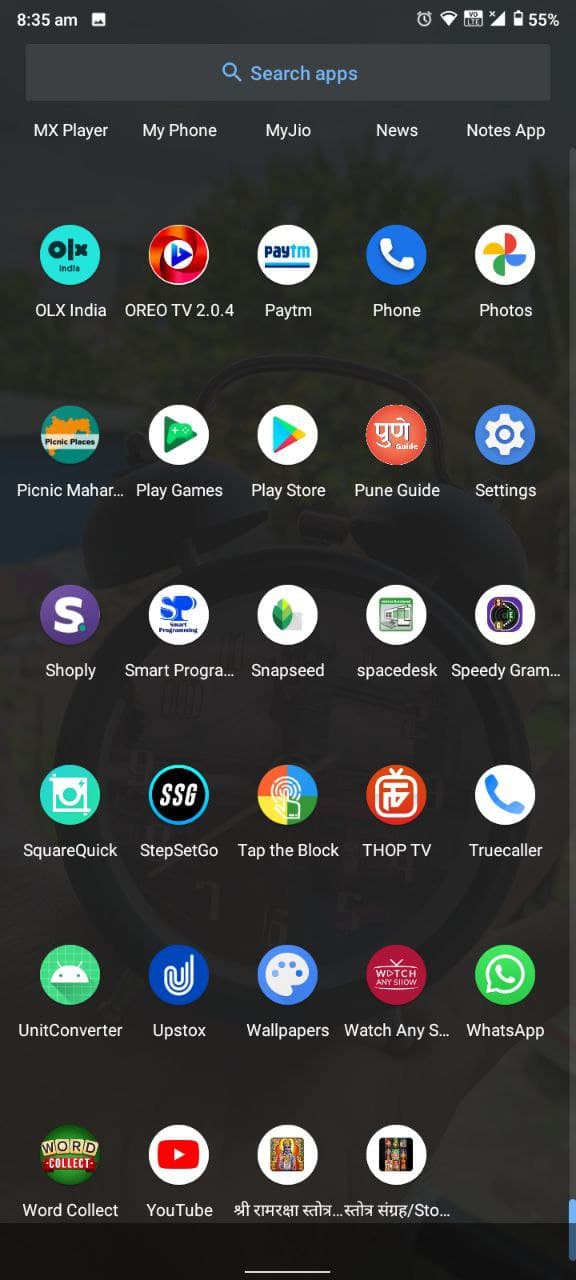 8:35 am
VO
LTE
55%
Search apps
MX Player My Phone MyJio News Notes App
olx
India
paytm
OLX India OREO TV 2.0.4 Paytm Phone Photos
Picnic Places
पुणे
Guide
Picnic Mahar... Play Games Play Store Pune Guide Settings
S.
SP
Smart
Programming
Shoply Smart Progra... Snapseed spacedesk Speedy Gram...
SSG
SquareQuick StepSetGo Tap the Block THOP TV Truecaller
WATCH
ANY SHOW
UnitConverter Upstox Wallpapers Watch Any S... WhatsApp
WORD
COLLECT
Word Collect YouTube श्री रामरक्षा स्तोत्र... स्तोत्र संग्रह/Sto...